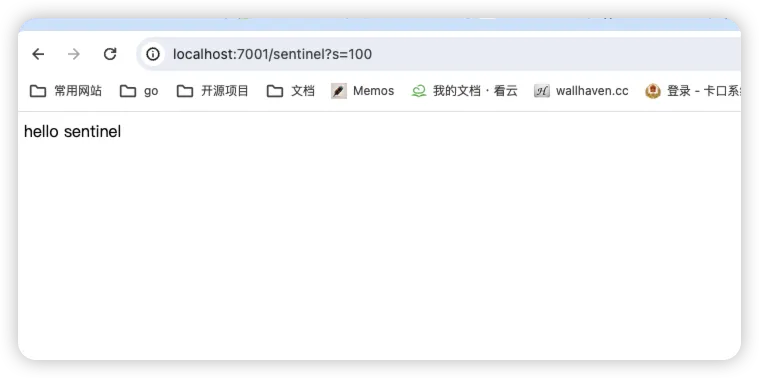 localhost:7001/sentinel?s=100
常用网站 go 开源项目 文档 Memos 我的文档 · 看云 wallhaven.cc 登录 - 卡口系
hello sentinel